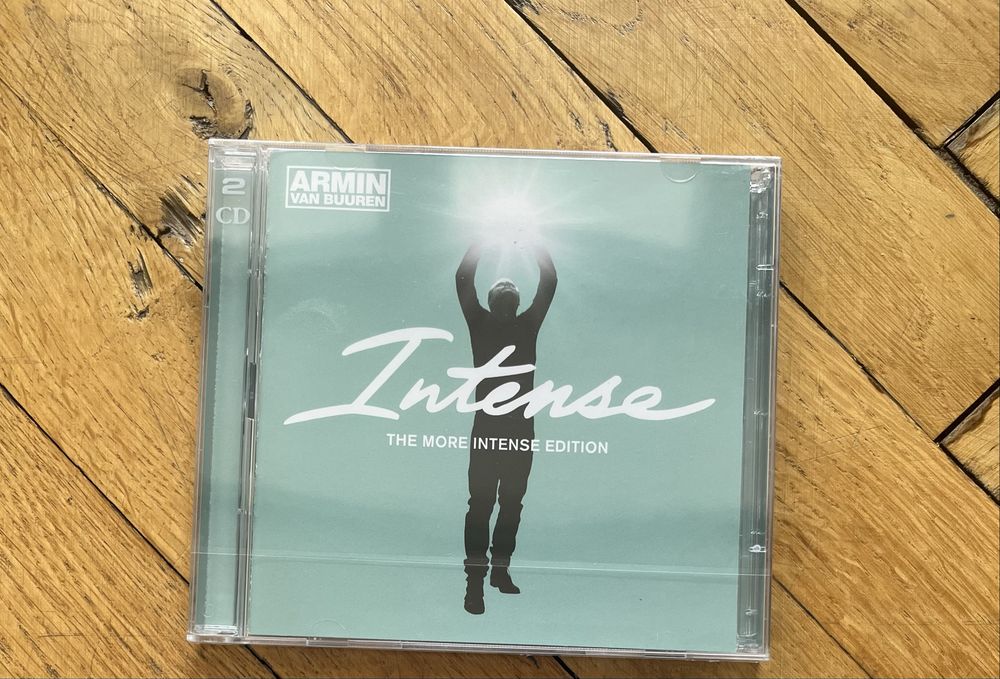 2
CD
ARMIN
VAN BUUREN
Intense
THE MORE INTENSE EDITION